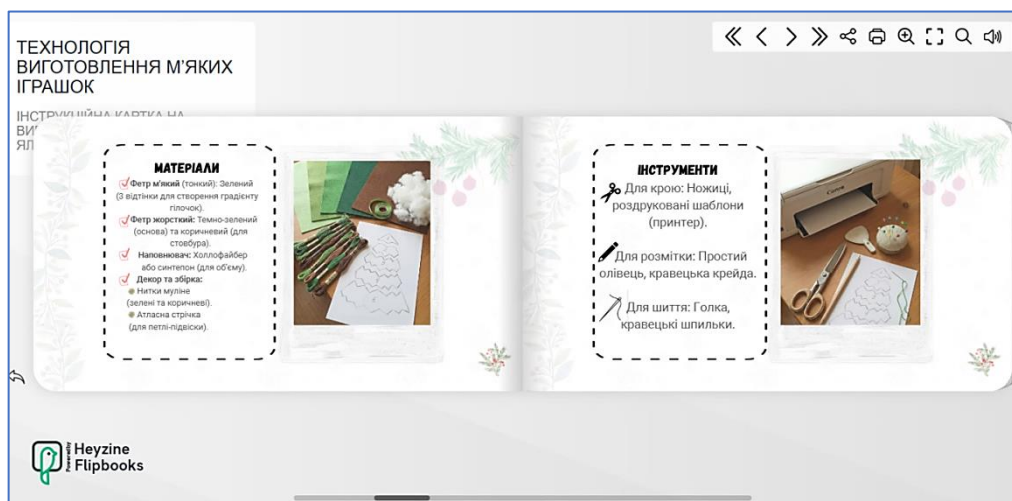 ТЕХНОЛОГІЯ
ВИГОТОВЛЕННЯ М'ЯКИХ
ІГРАШОК
ІНСТРУКЦІЙНА КАРТКА НА
МАТЕРІАЛИ
Фетр м'який (тонкий): Зелений
(3 відтінки для створення градієнту
гілочок).
Фетр жорсткий: Темно-зелений
(основа) та коричневий (для
стовбура).
Наповнювач: Холлофайбер
або синтепон (для об'єму).
Декор та збірка:
Нитки муліне
(зелені та коричневі).
Атласна стрічка
(для петлі-підвіски).
ІНСТРУМЕНТИ
Для крою: Ножиці,
роздруковані шаблони
(принтер).
Для розмітки: Простий
олівець, кравецька крейда.
Для шиття: Голка,
кравецькі шпильки.
Canon
Powered by
Heyzine
Flipbooks